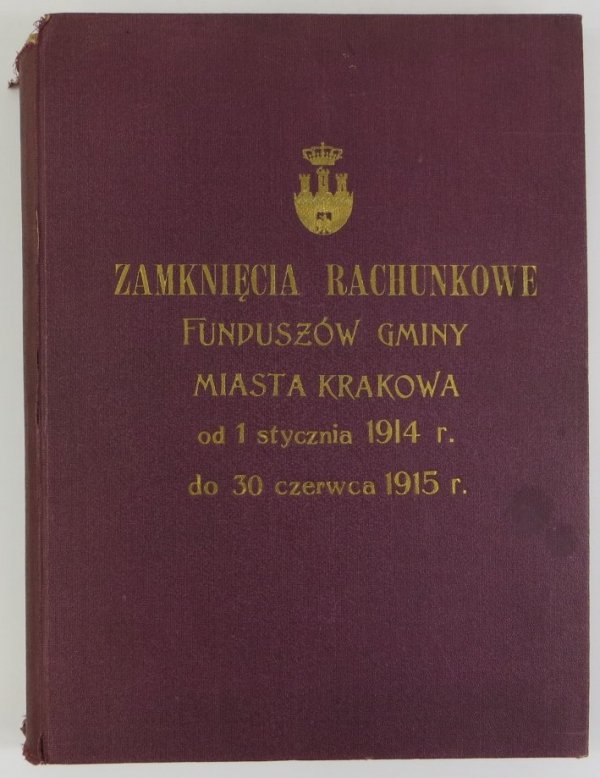 ZAMKNIĘCIA RACHUNKOWE
FUNDUSZÓW GMINY
MIASTA KRAKOWA
od 1 stycznia 1914 r.
do 30 czerwca 1915 r.